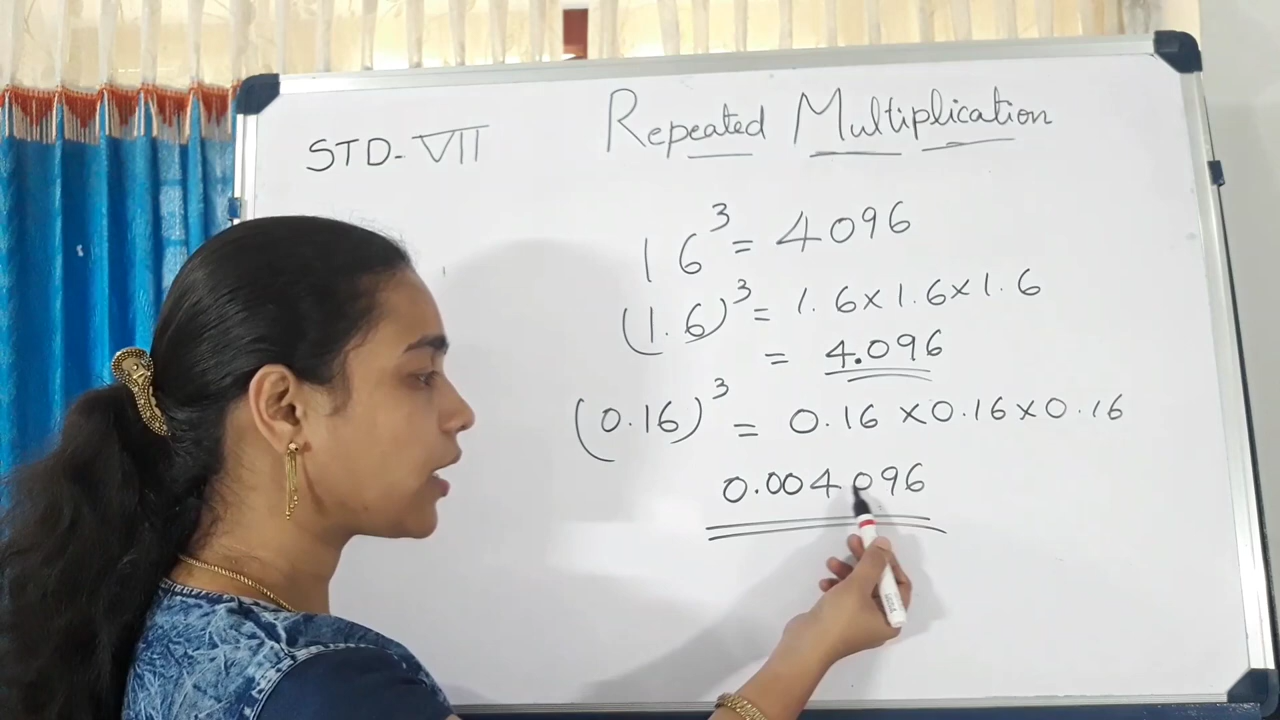 STD-VII
Repeated Multiplication
16³ = 4096
(1.6)³ = 1.6×1.6×1.6
= 4.096
(0.16)³ = 0.16×0.16×0.16
0.004096